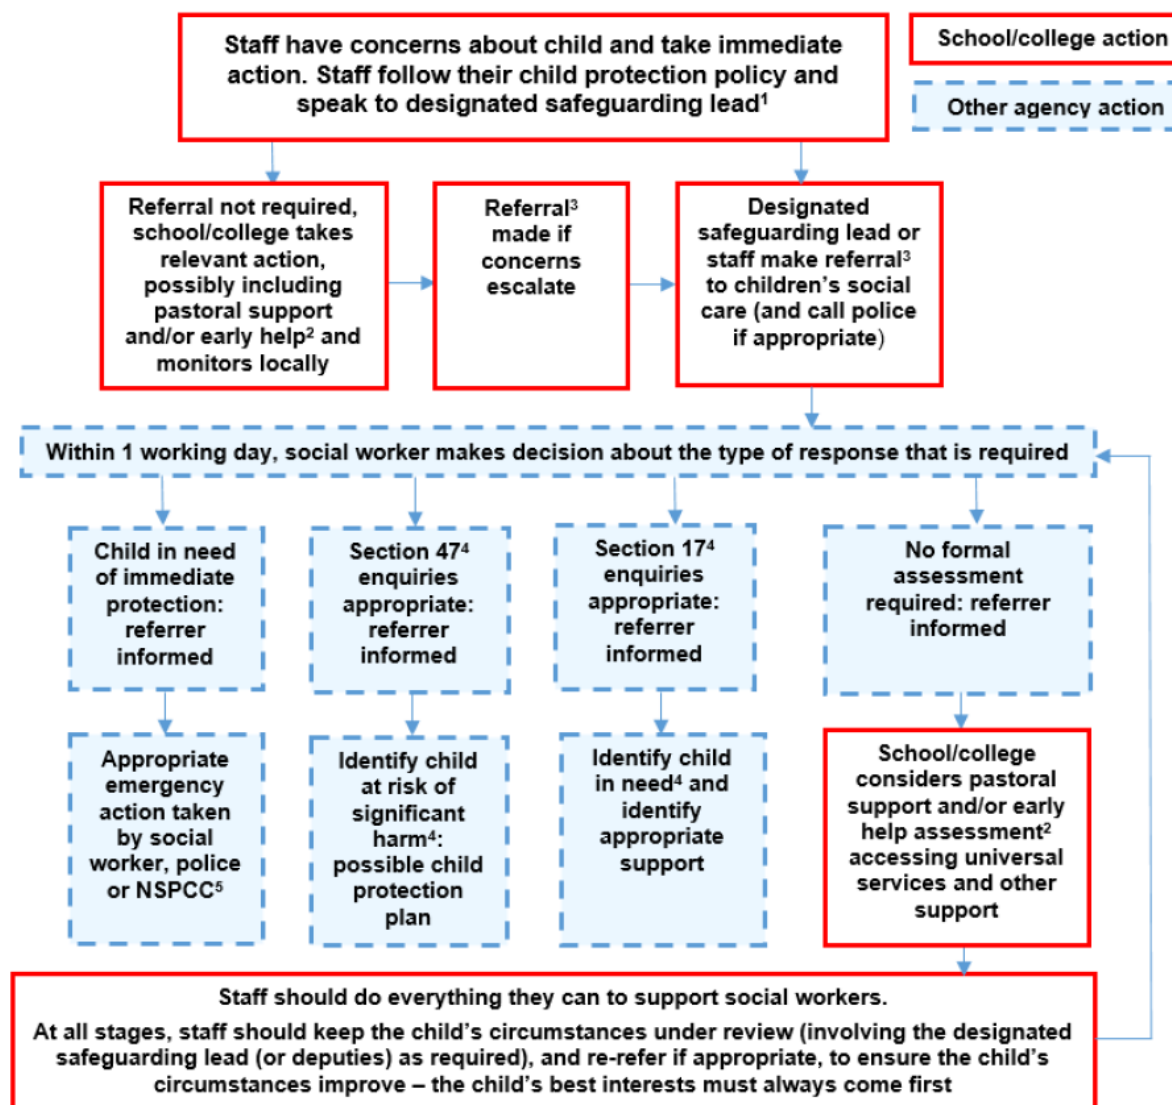 Staff have concerns about child and take immediate
action. Staff follow their child protection policy and
speak to designated safeguarding lead¹
School/college action
Other agency action
Referral not required,
school/college takes
relevant action,
possibly including
pastoral support
and/or early help² and
monitors locally
Referral³
made if
concerns
escalate
Designated
safeguarding lead or
staff make referral³
to children’s social
care (and call police
if appropriate)
Within 1 working day, social worker makes decision about the type of response that is required
Child in need
of immediate
protection:
referrer
informed
Section 47⁴
enquiries
appropriate:
referrer
informed
Section 17⁴
enquiries
appropriate:
referrer
informed
No formal
assessment
required: referrer
informed
Appropriate
emergency
action taken
by social
worker, police
or NSPCC⁵
Identify child
at risk of
significant
harm⁴:
possible child
protection
plan
Identify child
in need⁴ and
identify
appropriate
support
School/college
considers pastoral
support and/or early
help assessment²
accessing universal
services and other
support
Staff should do everything they can to support social workers.
At all stages, staff should keep the child’s circumstances under review (involving the designated
safeguarding lead (or deputies) as required), and re-refer if appropriate, to ensure the child’s
circumstances improve – the child’s best interests must always come first